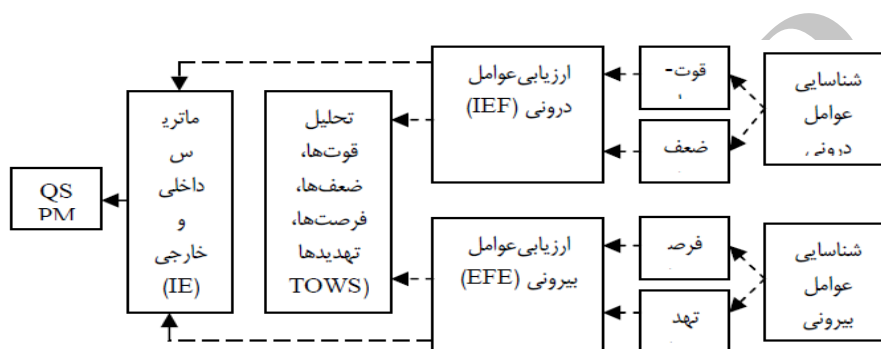 شناسایی
عوامل
درونی
قوت-
ضعف
ارزیابی‌عوامل
درونی (IEF)
تحلیل
قوت‌ها،
ضعف‌ها،
فرصت‌ها،
تهدیدها
TOWS)
ماتری
س
داخلی
و
خارجی
(IE)
QS
PM
شناسایی
عوامل
بیرونی
فرص
تهد
ارزیابی‌عوامل
بیرونی (EFE)